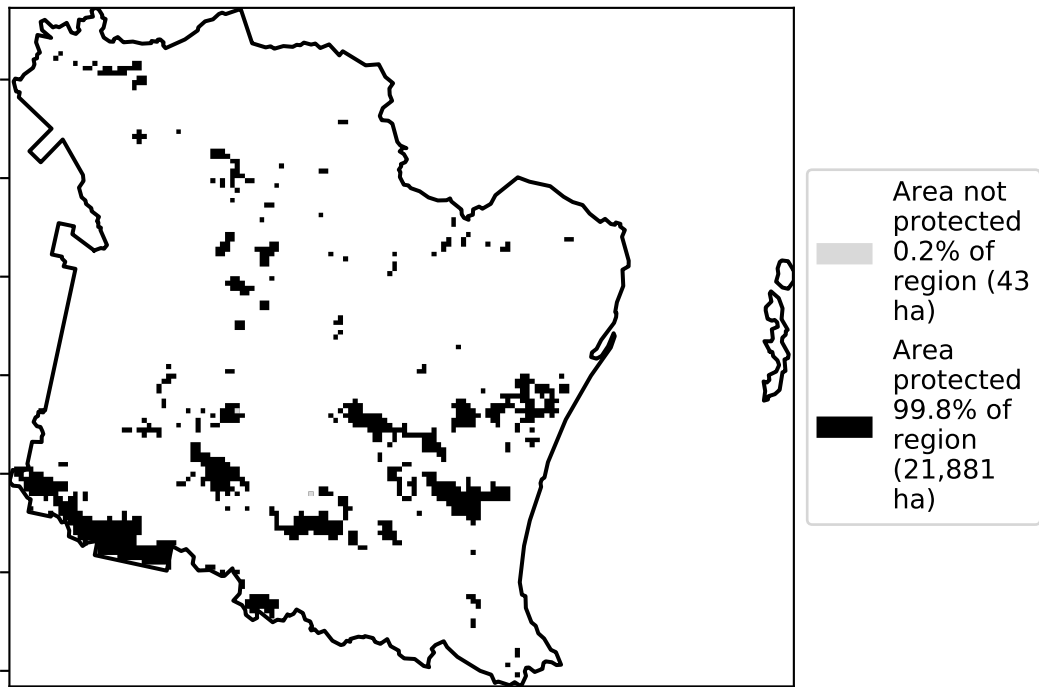 Area not
protected
0.2% of
region (43
ha)
Area
protected
99.8% of
region
(21,881
ha)